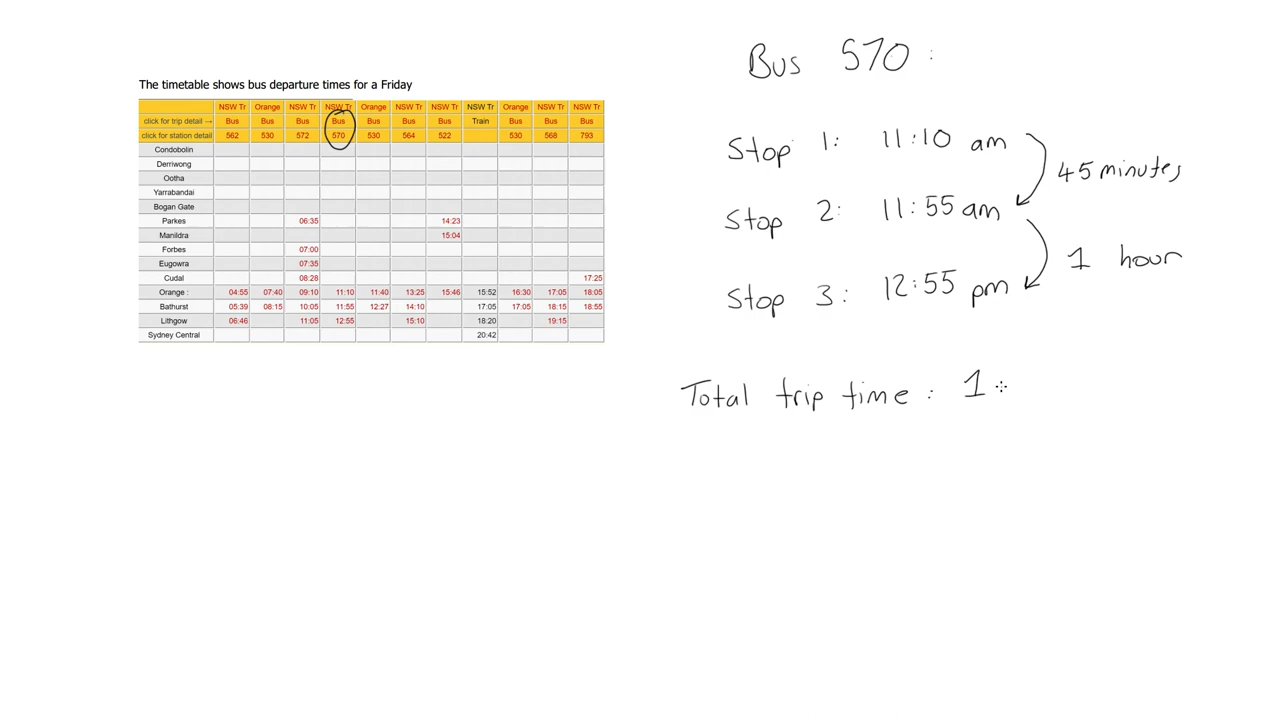 Bus 570:
The timetable shows bus departure times for a Friday
NSW Tr Orange NSW Tr NSW Tr Orange NSW Tr NSW Tr NSW Tr Orange NSW Tr NSW Tr
click for trip detail → Bus Bus Bus Bus Bus Bus Bus Train Bus Bus Bus
click for station detail 562 530 572 570 530 564 522 530 568 793
Condobolin
Derriwong
Ootha
Yarrabandai
Bogan Gate
Parkes 06:35 14:23
Manildra 15:04
Forbes 07:00
Eugowra 07:35
Cudal 08:28 17:25
Orange : 04:55 07:40 09:10 11:10 11:40 13:25 15:46 15:52 16:30 17:05 18:05
Bathurst 05:39 08:15 10:05 11:55 12:27 14:10 17:05 17:05 18:15 18:55
Lithgow 06:46 11:05 12:55 15:10 18:20 19:15
Sydney Central 20:42
Stop 1: 11:10 am
45 minutes
Stop 2: 11:55 am
1 hour
Stop 3: 12:55 pm
Total trip time: 1